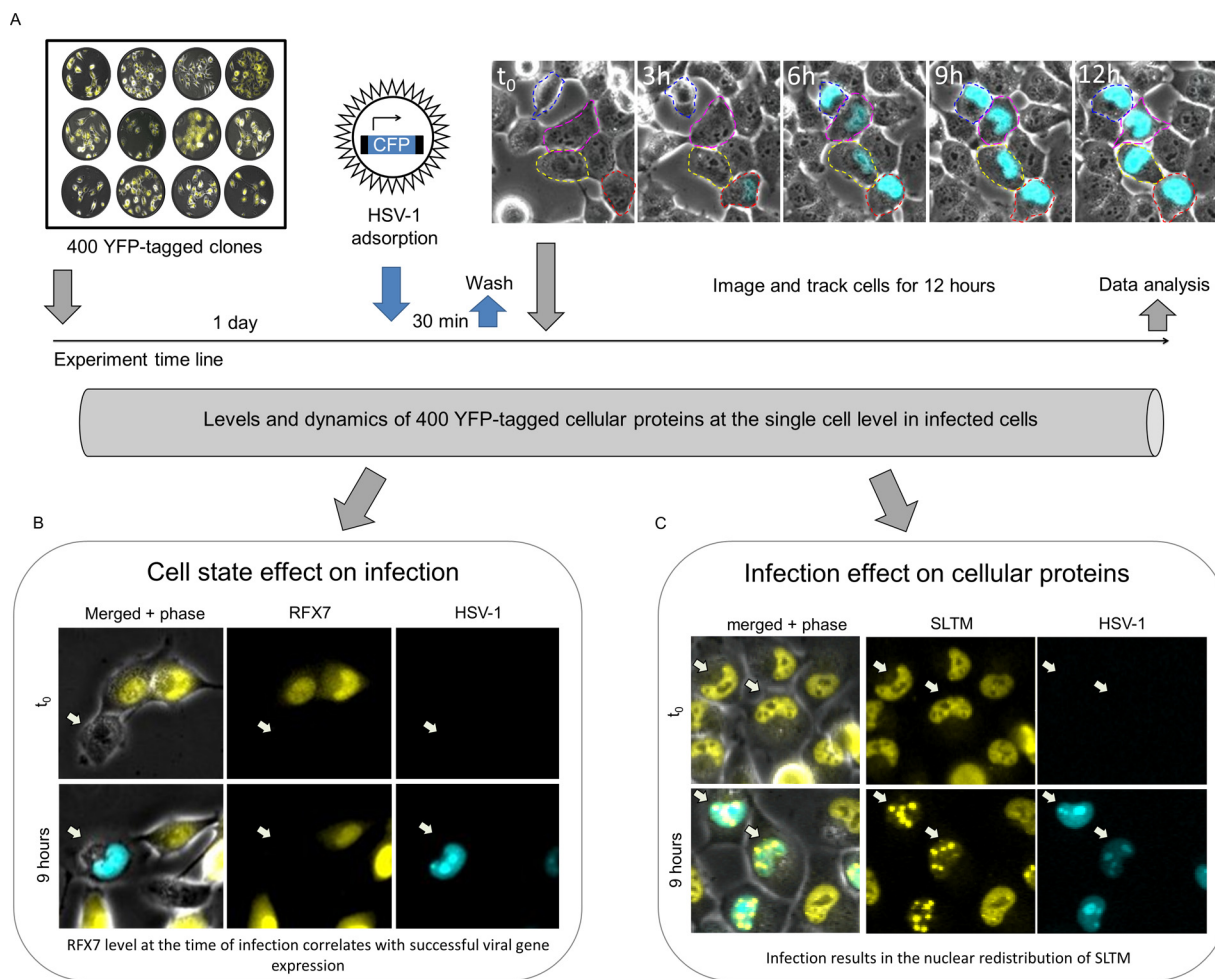 A
t0
3h
6h
9h
12h
CFP
HSV-1
adsorption
400 YFP-tagged clones
Wash
Image and track cells for 12 hours
Data analysis
1 day
30 min
Experiment time line
Levels and dynamics of 400 YFP-tagged cellular proteins at the single cell level in infected cells
B
Cell state effect on infection
Merged + phase
RFX7
HSV-1
t0
9 hours
RFX7 level at the time of infection correlates with successful viral gene
expression
C
Infection effect on cellular proteins
merged + phase
SLTM
HSV-1
t0
9 hours
Infection results in the nuclear redistribution of SLTM